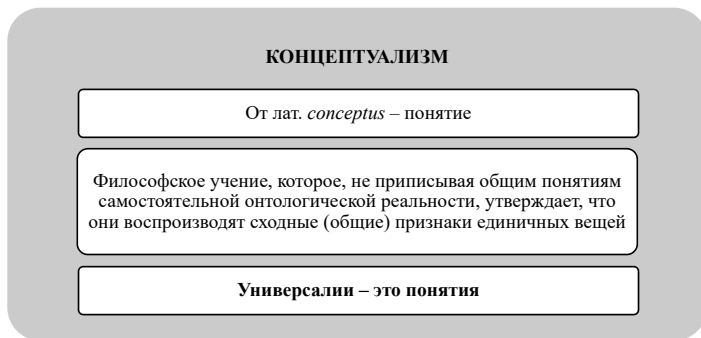 КОНЦЕПТУАЛИЗМ
От лат. conceptus – понятие
Философское учение, которое, не приписывая общим понятиям
самостоятельной онтологической реальности, утверждает, что
они воспроизводят сходные (общие) признаки единичных вещей
Универсалии – это понятия